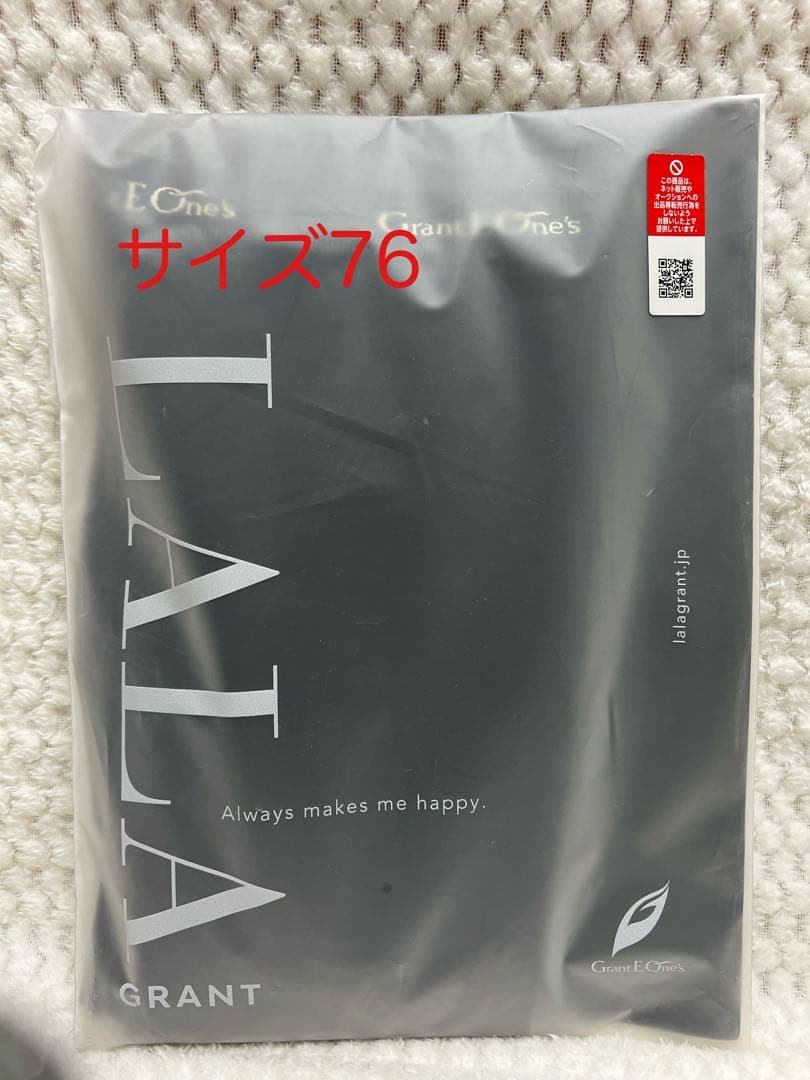 E One's
Grant E One's
サイズ76
この商品は、
ネット販売や
オークションへの
出品等転売行為を
しないよう
お願いした上で
提供しています。
LALA
GRANT
lalagrant.jp
Always makes me happy.
Grant E One's